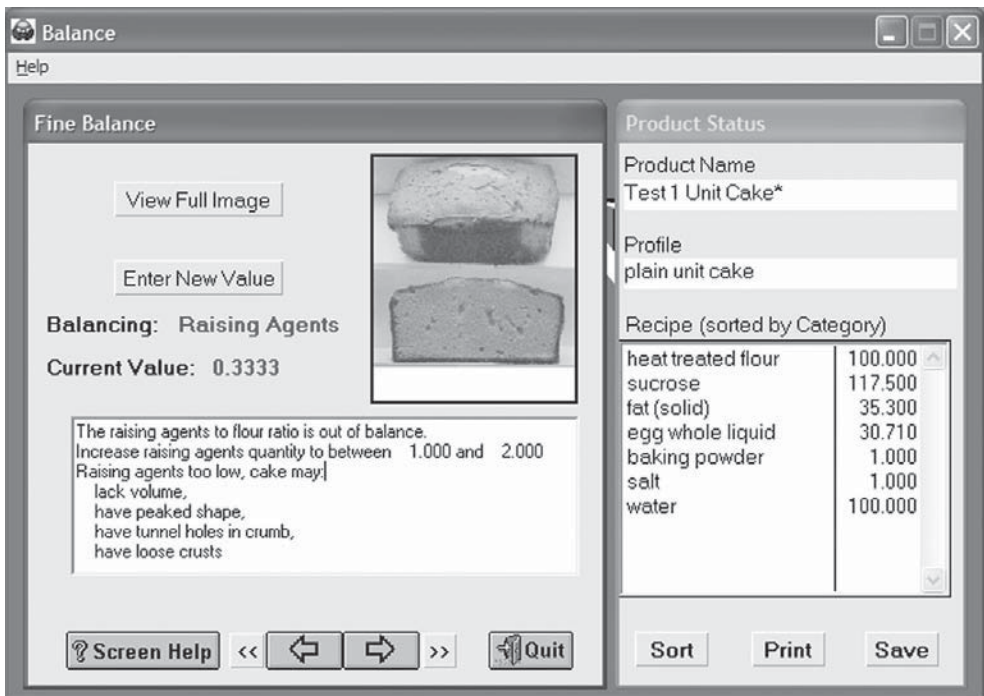 Balance
Help
Fine Balance
View Full Image
Enter New Value
Balancing: Raising Agents
Current Value: 0.3333
The raising agents to flour ratio is out of balance.
Increase raising agents quantity to between 1.000 and 2.000
Raising agents too low, cake may:
lack volume,
have peaked shape,
have tunnel holes in crumb,
have loose crusts
? Screen Help << >> Quit
Product Status
Product Name
Test 1 Unit Cake*
Profile
plain unit cake
Recipe (sorted by Category)
heat treated flour 100.000
sucrose 117.500
fat (solid) 35.300
egg whole liquid 30.710
baking powder 1.000
salt 1.000
water 100.000
Sort Print Save